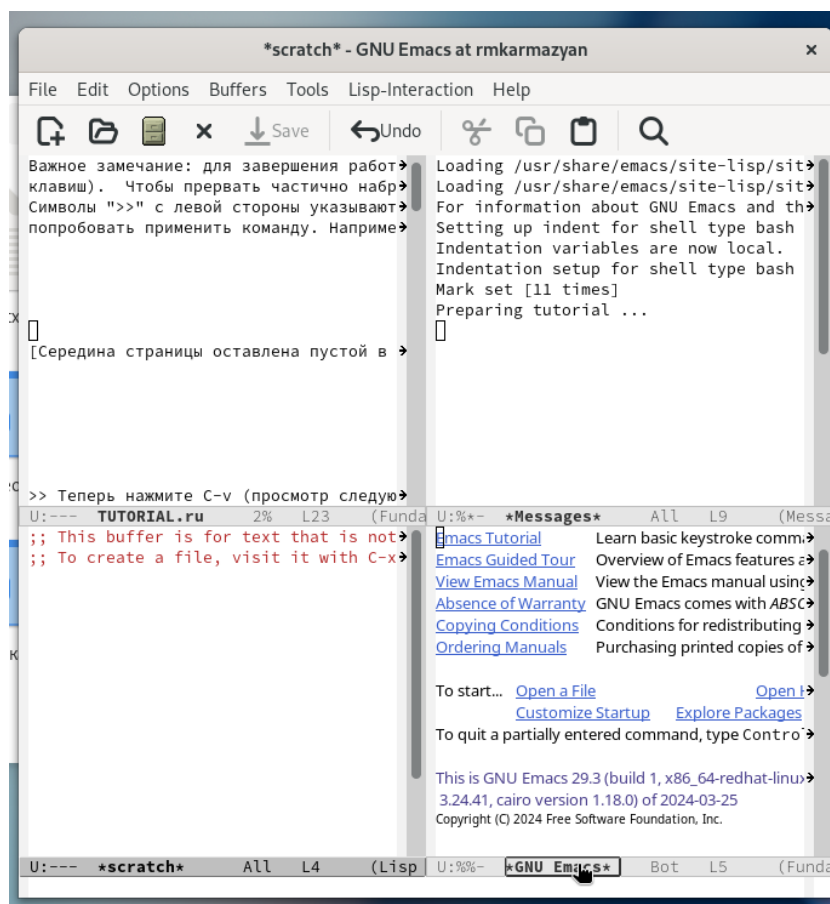 *scratch* - GNU Emacs at rmkarmazyan
File Edit Options Buffers Tools Lisp-Interaction Help
Save Undo
Важное замечание: для завершения работ
клавиш).  Чтобы прервать частично набр
Символы ">>" с левой стороны указывают
попробовать применить команду. Наприме
[Середина страницы оставлена пустой в
>> Теперь нажмите C-v (просмотр следую
U:--- TUTORIAL.ru 2% L23 (Funda
Loading /usr/share/emacs/site-lisp/sit
Loading /usr/share/emacs/site-lisp/sit
For information about GNU Emacs and th
Setting up indent for shell type bash
Indentation variables are now local.
Indentation setup for shell type bash
Mark set [11 times]
Preparing tutorial ...
U:%*- *Messages* All L9 (Messa
;; This buffer is for text that is not
;; To create a file, visit it with C-x
U:--- *scratch* All L4 (Lisp
Emacs Tutorial Learn basic keystroke comm
Emacs Guided Tour Overview of Emacs features a
View Emacs Manual View the Emacs manual using
Absence of Warranty GNU Emacs comes with ABSO
Copying Conditions Conditions for redistributing
Ordering Manuals Purchasing printed copies of
To start... Open a File Open H
Customize Startup Explore Packages
To quit a partially entered command, type Contro
This is GNU Emacs 29.3 (build 1, x86_64-redhat-linux
3.24.41, cairo version 1.18.0) of 2024-03-25
Copyright (C) 2024 Free Software Foundation, Inc.
U:%%- *GNU Emacs* Bot L5 (Funda